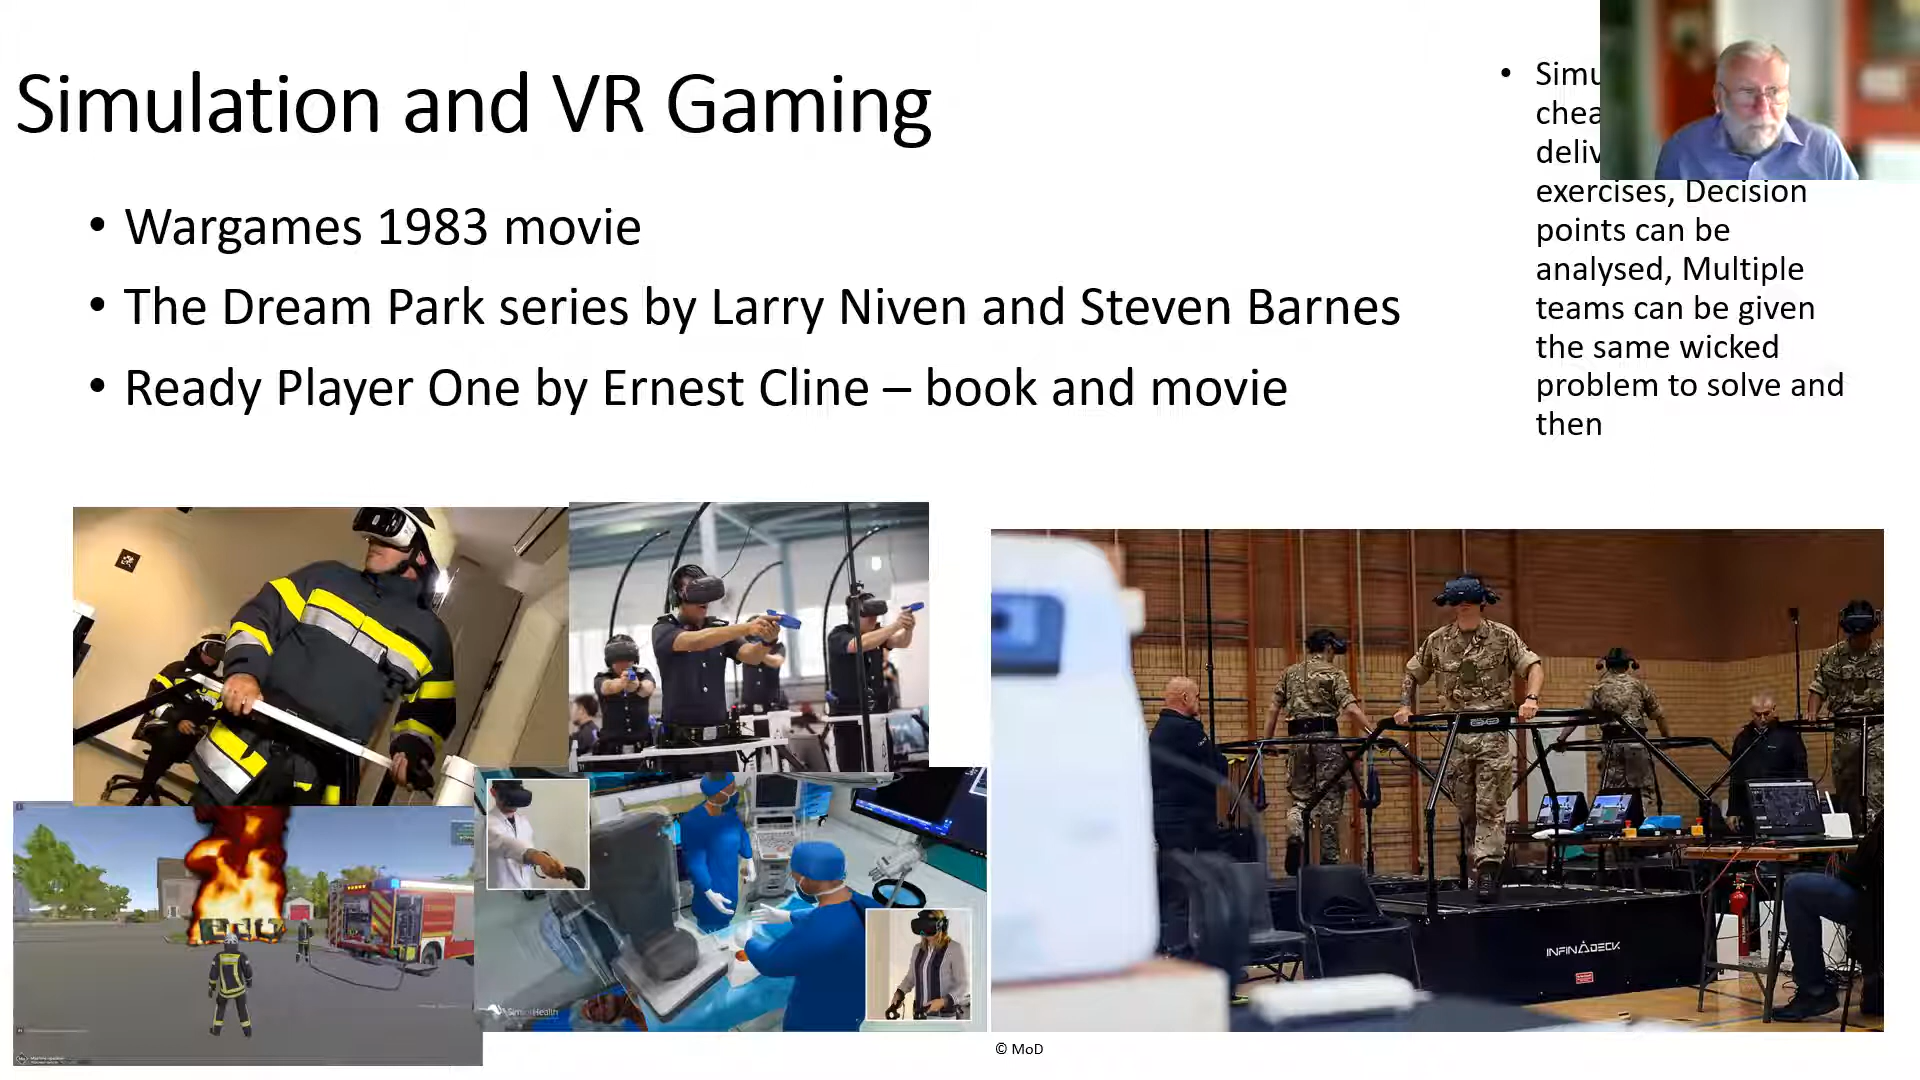 Simulation and VR Gaming
• Wargames 1983 movie
• The Dream Park series by Larry Niven and Steven Barnes
• Ready Player One by Ernest Cline – book and movie
• Simu
chea
deliv
exercises, Decision
points can be
analysed, Multiple
teams can be given
the same wicked
problem to solve and
then
INFINADECK
© MoD